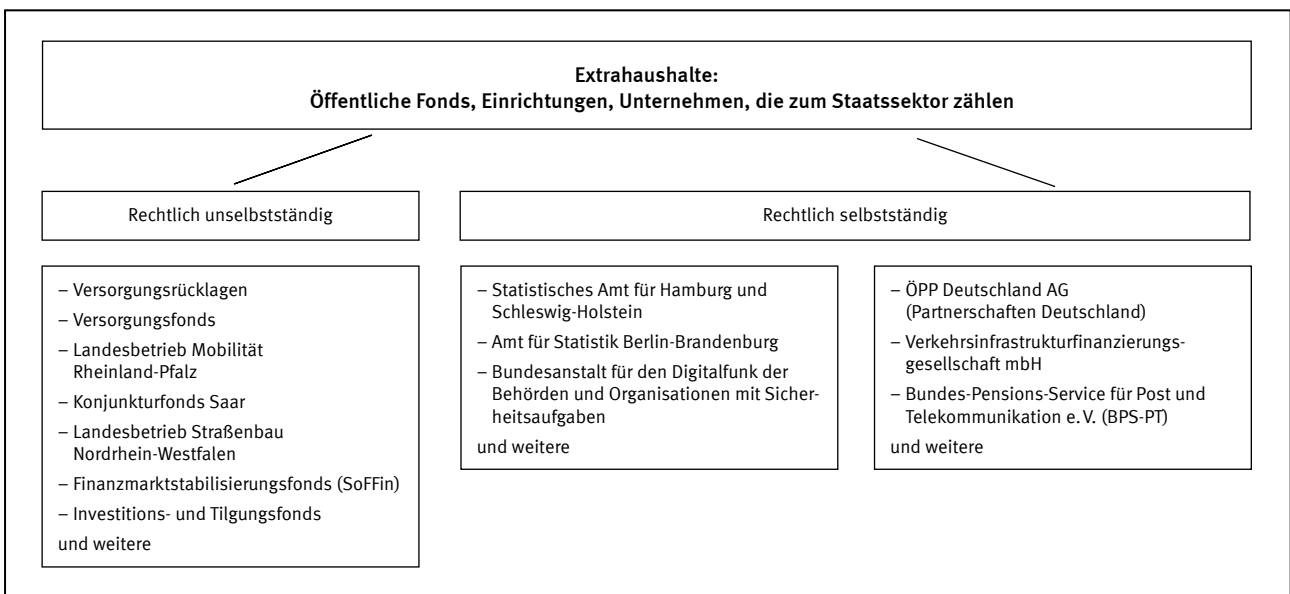 Extrahaushalte:
Öffentliche Fonds, Einrichtungen, Unternehmen, die zum Staatssektor zählen
Rechtlich unselbstständig
Rechtlich selbstständig
– Versorgungsrücklagen
– Versorgungsfonds
– Landesbetrieb Mobilität
Rheinland-Pfalz
– Konjunkturfonds Saar
– Landesbetrieb Straßenbau
Nordrhein-Westfalen
– Finanzmarktstabilisierungsfonds (SoFFin)
– Investitions- und Tilgungsfonds
und weitere
– Statistisches Amt für Hamburg und
Schleswig-Holstein
– Amt für Statistik Berlin-Brandenburg
– Bundesanstalt für den Digitalfunk der
Behörden und Organisationen mit Sicher-
heitsaufgaben
und weitere
– ÖPP Deutschland AG
(Partnerschaften Deutschland)
– Verkehrsinfrastrukturfinanzierungs-
gesellschaft mbH
– Bundes-Pensions-Service für Post und
Telekommunikation e. V. (BPS-PT)
und weitere